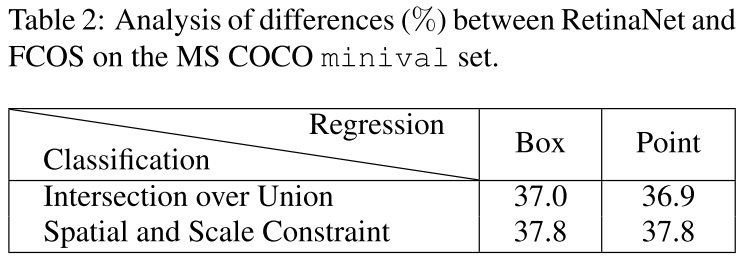 Table 2: Analysis of differences (%) between RetinaNet and
FCOS on the MS COCO minival set.
Regression
Classification
Box
Point
Intersection over Union 37.0 36.9
Spatial and Scale Constraint 37.8 37.8